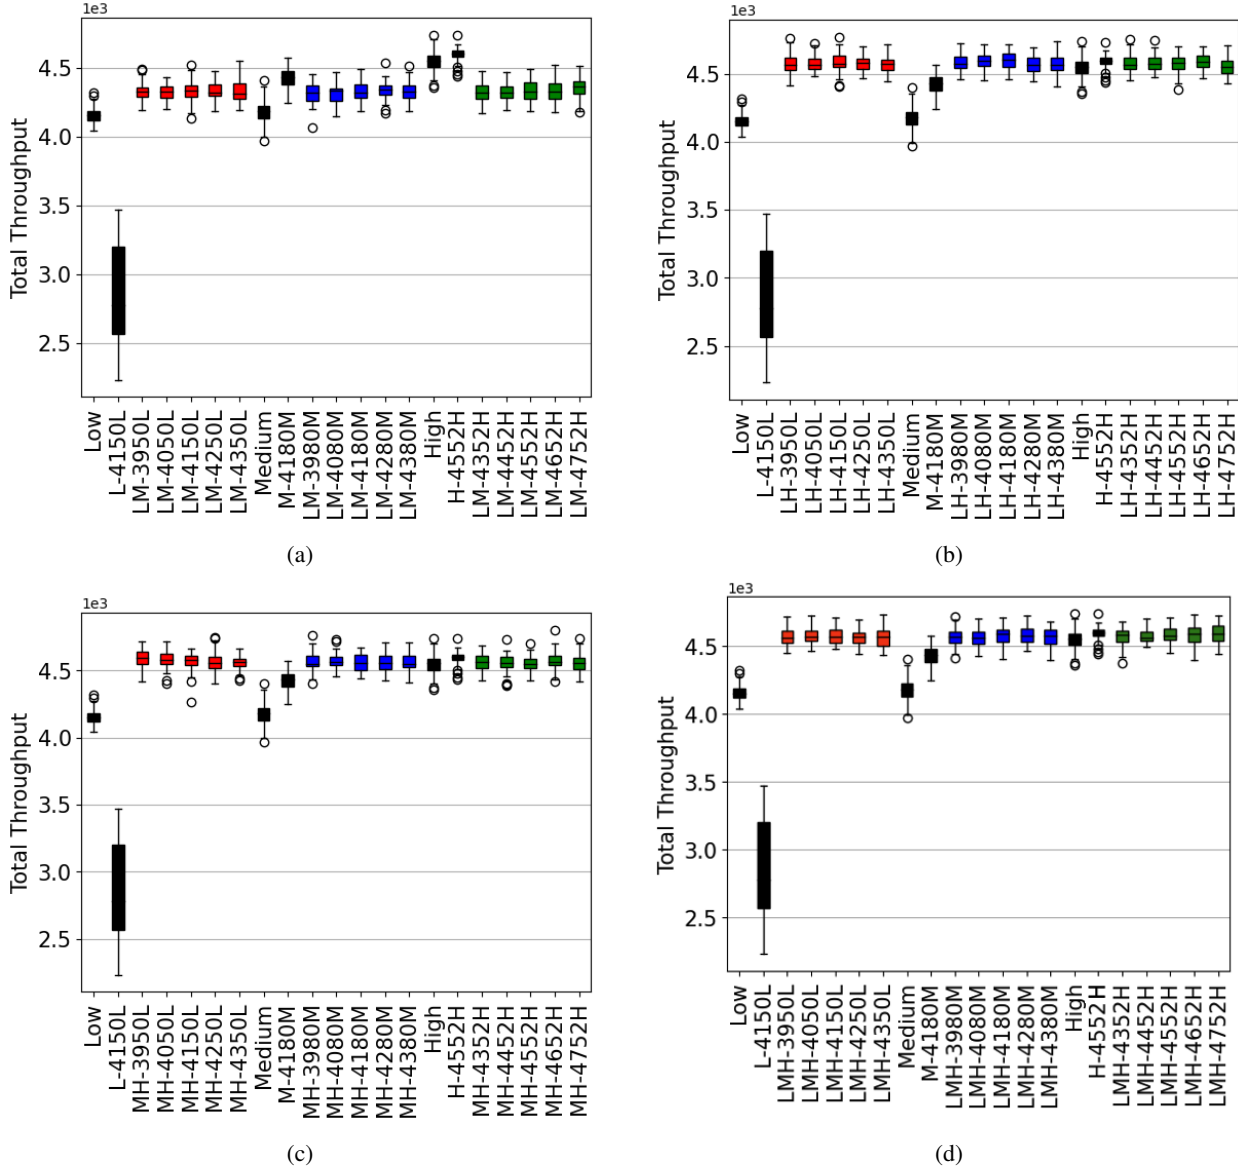 1e3
Total Throughput
4.5
4.0
3.5
3.0
2.5
Low
L-4150L
LM-3950L
LM-4050L
LM-4150L
LM-4250L
LM-4350L
Medium
M-4180M
LM-3980M
LM-4080M
LM-4180M
LM-4280M
LM-4380M
High
H-4552H
LM-4352H
LM-4452H
LM-4552H
LM-4652H
LM-4752H
(a)
1e3
Total Throughput
4.5
4.0
3.5
3.0
2.5
Low
L-4150L
LH-3950L
LH-4050L
LH-4150L
LH-4250L
LH-4350L
Medium
M-4180M
LH-3980M
LH-4080M
LH-4180M
LH-4280M
LH-4380M
High
H-4552H
LH-4352H
LH-4452H
LH-4552H
LH-4652H
LH-4752H
(b)
1e3
Total Throughput
4.5
4.0
3.5
3.0
2.5
Low
L-4150L
MH-3950L
MH-4050L
MH-4150L
MH-4250L
MH-4350L
Medium
M-4180M
MH-3980M
MH-4080M
MH-4180M
MH-4280M
MH-4380M
High
H-4552H
MH-4352H
MH-4452H
MH-4552H
MH-4652H
MH-4752H
(c)
1e3
Total Throughput
4.5
4.0
3.5
3.0
2.5
Low
L-4150L
LMH-3950L
LMH-4050L
LMH-4150L
LMH-4250L
LMH-4350L
Medium
M-4180M
LMH-3980M
LMH-4080M
LMH-4180M
LMH-4280M
LMH-4380M
High
H-4552 H
LMH-4352H
LMH-4452H
LMH-4552H
LMH-4652H
LMH-4752H
(d)